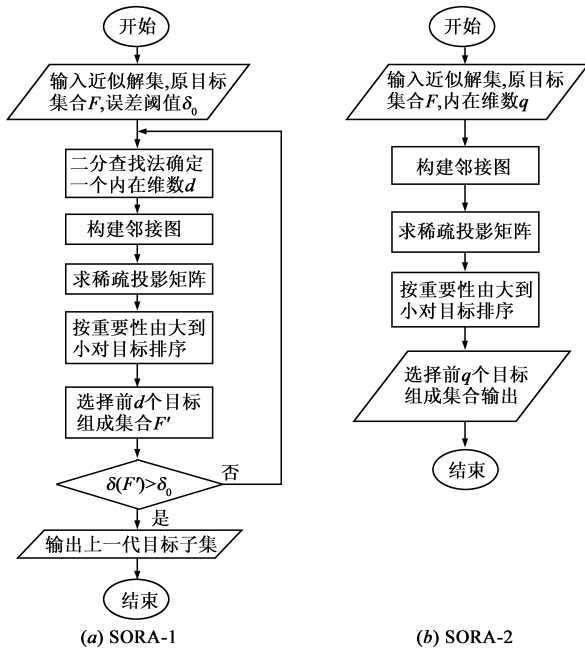 开始
输入近似解集,原目标
集合F,误差阈值δ₀
二分查找法确定
一个内在维数d
构建邻接图
求稀疏投影矩阵
按重要性由大到
小对目标排序
选择前d个目标
组成集合F'
δ(F')>δ₀
否
是
输出上一代目标子集
结束
(a) SORA-1
开始
输入近似解集,原目标
集合F,内在维数q
构建邻接图
求稀疏投影矩阵
按重要性由大到
小对目标排序
选择前q个目标
组成集合输出
结束
(b) SORA-2